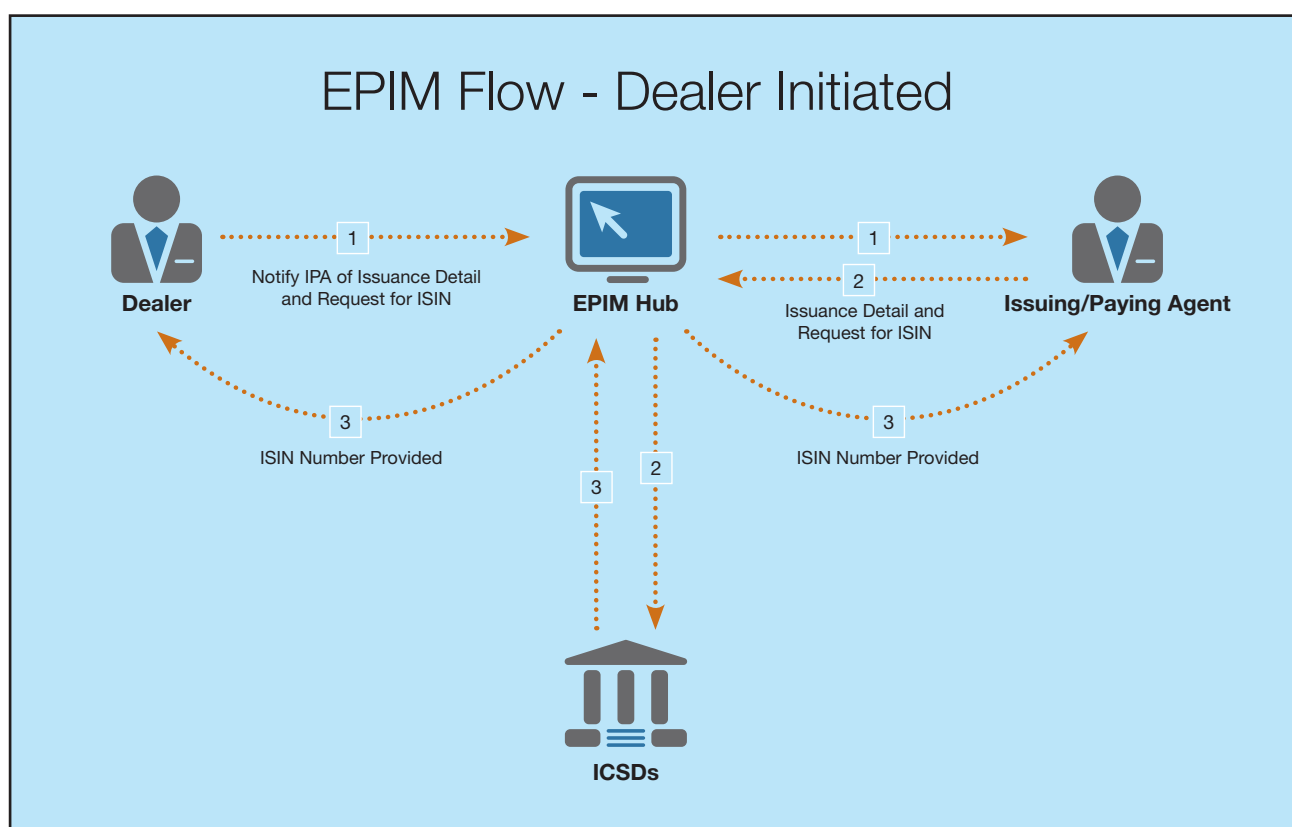 EPIM Flow - Dealer Initiated
1
1
Notify IPA of Issuance Detail
and Request for ISIN
2
Dealer
EPIM Hub
Issuing/Paying Agent
Issuance Detail and
Request for ISIN
3
ISIN Number Provided
3
ISIN Number Provided
2
3
ICSDs